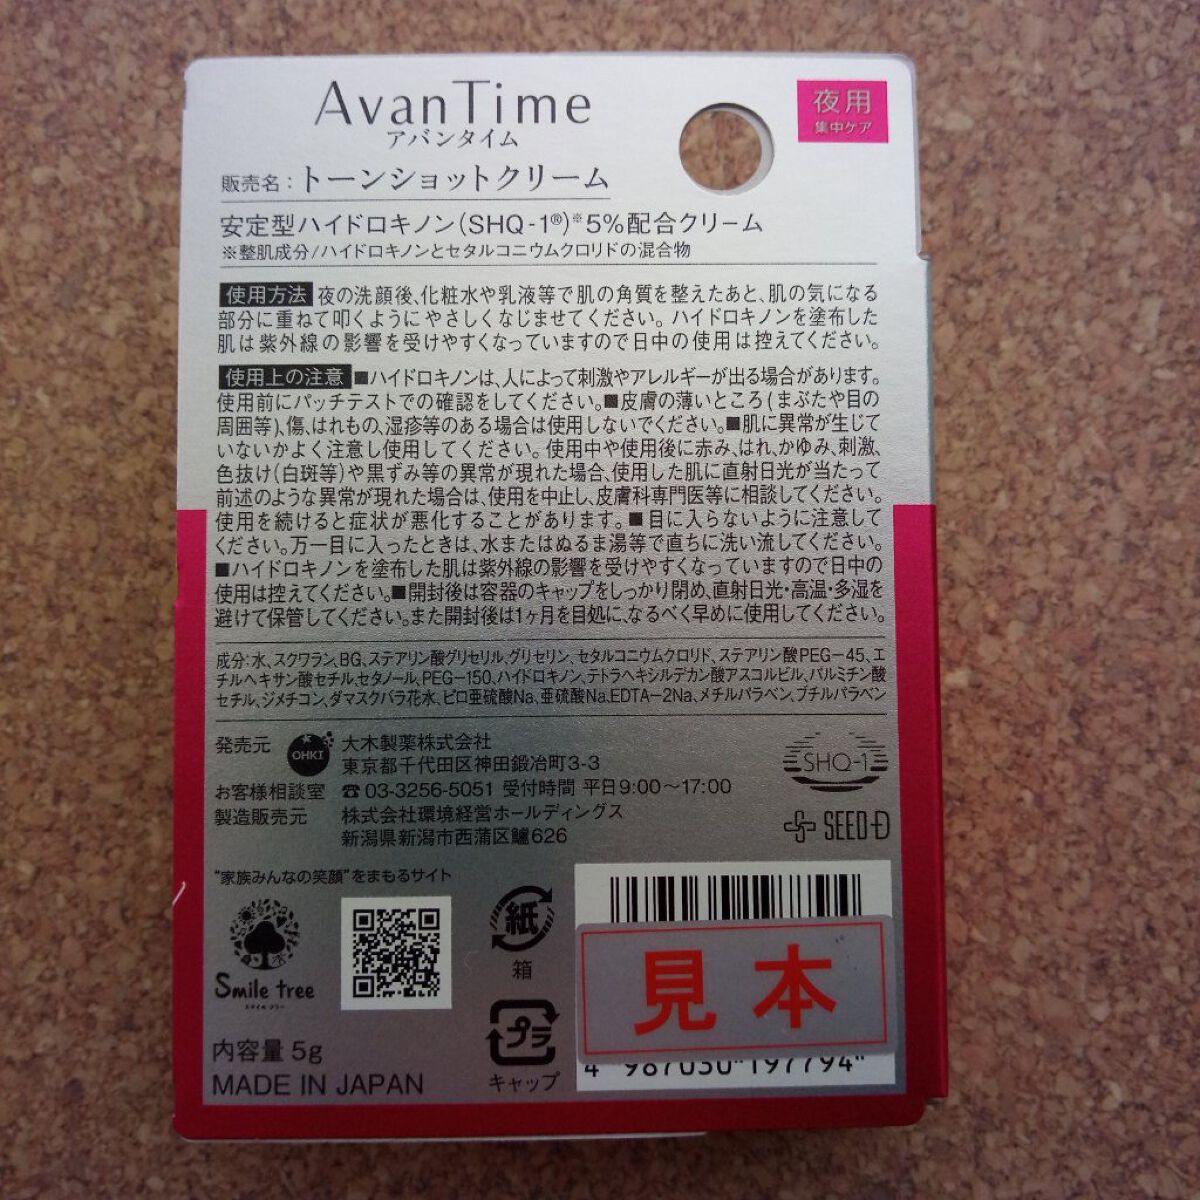 AvanTime
アバンタイム
夜用
集中ケア
販売名:トーンショットクリーム
安定型ハイドロキノン(SHQ-1®)※5%配合クリーム
※整肌成分/ハイドロキノンとセタルコニウムクロリドの混合物
使用方法 夜の洗顔後、化粧水や乳液等で肌の角質を整えたあと、肌の気になる
部分に重ねて叩くようにやさしくなじませてください。ハイドロキノンを塗布した
肌は紫外線の影響を受けやすくなっていますので日中の使用は控えてください。
使用上の注意 ■ハイドロキノンは、人によって刺激やアレルギーが出る場合があります。
使用前にパッチテストでの確認をしてください。■皮膚の薄いところ(まぶたや目の
周囲等)、傷、はれもの、湿疹等のある場合は使用しないでください。■肌に異常が生じて
いないかよく注意し使用してください。使用中や使用後に赤み、はれ、かゆみ、刺激、
色抜け(白斑等)や黒ずみ等の異常が現れた場合、使用した肌に直射日光が当たって
前述のような異常が現れた場合は、使用を中止し、皮膚科専門医等に相談してください。
使用を続けると症状が悪化することがあります。■目に入らないように注意して
ください。万一目に入ったときは、水またはぬるま湯等で直ちに洗い流してください。
■ハイドロキノンを塗布した肌は紫外線の影響を受けやすくなっていますので日中の
使用は控えてください。■開封後は容器のキャップをしっかり閉め、直射日光・高温・多湿を
避けて保管してください。また開封後は1ヶ月を目処に、なるべく早めに使用してください。
成分:水、スクワラン、BG、ステアリン酸グリセリル、グリセリン、セタルコニウムクロリド、ステアリン酸PEG-45、エ
チルヘキサン酸セチル、セタノール、PEG-150、ハイドロキノン、テトラヘキシルデカン酸アスコルビル、パルミチン酸
セチル、ジメチコン、ダマスクバラ花水、ピロ亜硫酸Na、亜硫酸Na、EDTA-2Na、メチルパラベン、ブチルパラベン
発売元 OHKI 大木製薬株式会社
東京都千代田区神田鍛冶町3-3
お客様相談室 ☎03-3256-5051 受付時間 平日9:00〜17:00
製造販売元 株式会社環境経営ホールディングス
新潟県新潟市西蒲区鱸626
SHQ-1
SEED-D
“家族みんなの笑顔”をまもるサイト
Smile tree
スマイルツリー
紙
箱
プラ
キャップ
見本
4 987030 197794
内容量 5g
MADE IN JAPAN